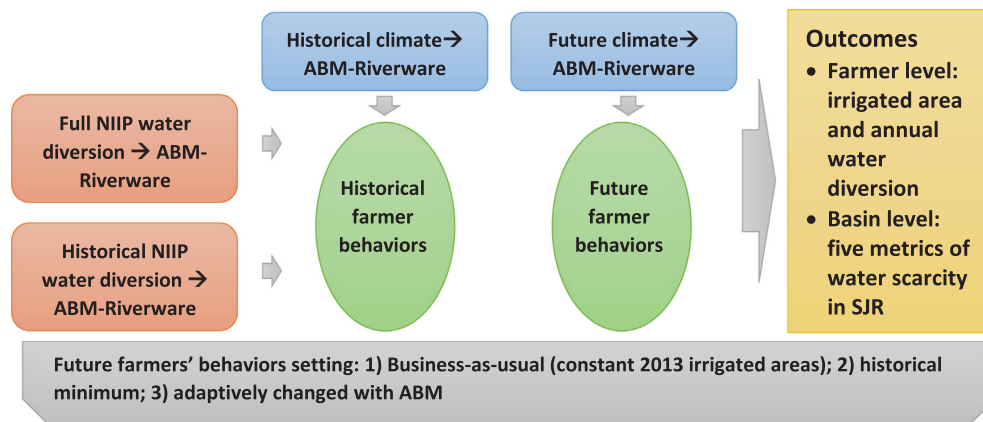 Historical climate→
ABM-Riverware
Future climate→
ABM-Riverware
Full NIIP water
diversion → ABM-
Riverware
Historical NIIP
water diversion →
ABM-Riverware
Historical
farmer
behaviors
Future
farmer
behaviors
Outcomes
• Farmer level:
irrigated area
and annual
water
diversion
• Basin level:
five metrics of
water scarcity
in SJR
Future farmers’ behaviors setting: 1) Business-as-usual (constant 2013 irrigated areas); 2) historical
minimum; 3) adaptively changed with ABM